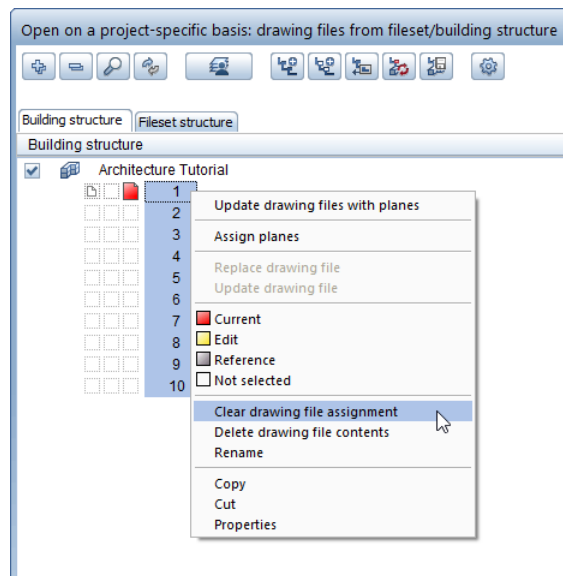 Open on a project-specific basis: drawing files from fileset/building structure
Building structure
Fileset structure
Building structure
Architecture Tutorial
1
2
3
4
5
6
7
8
9
10
Update drawing files with planes
Assign planes
Replace drawing file
Update drawing file
Current
Edit
Reference
Not selected
Clear drawing file assignment
Delete drawing file contents
Rename
Copy
Cut
Properties